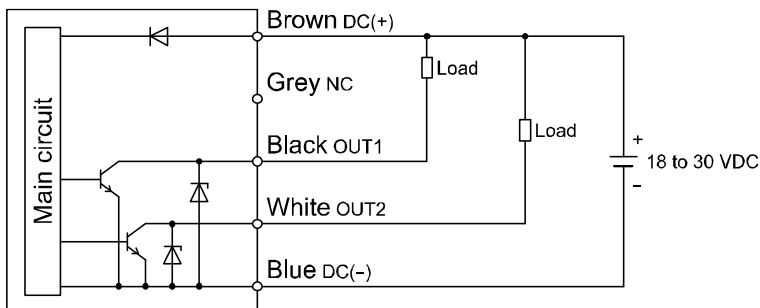 Brown DC(+)
Load
Grey NC
Load
Main circuit
Black OUT1
+
18 to 30 VDC
−
White OUT2
Blue DC(−)